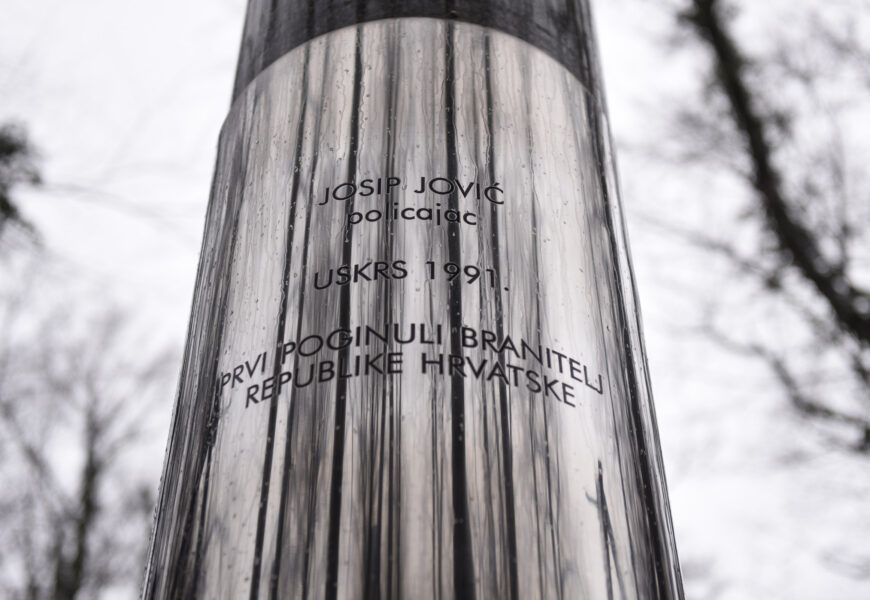 JOSIP JOVIĆ
policajac
USKRS 1991.
PRVI POGINULI BRANITELJ
REPUBLIKE HRVATSKE